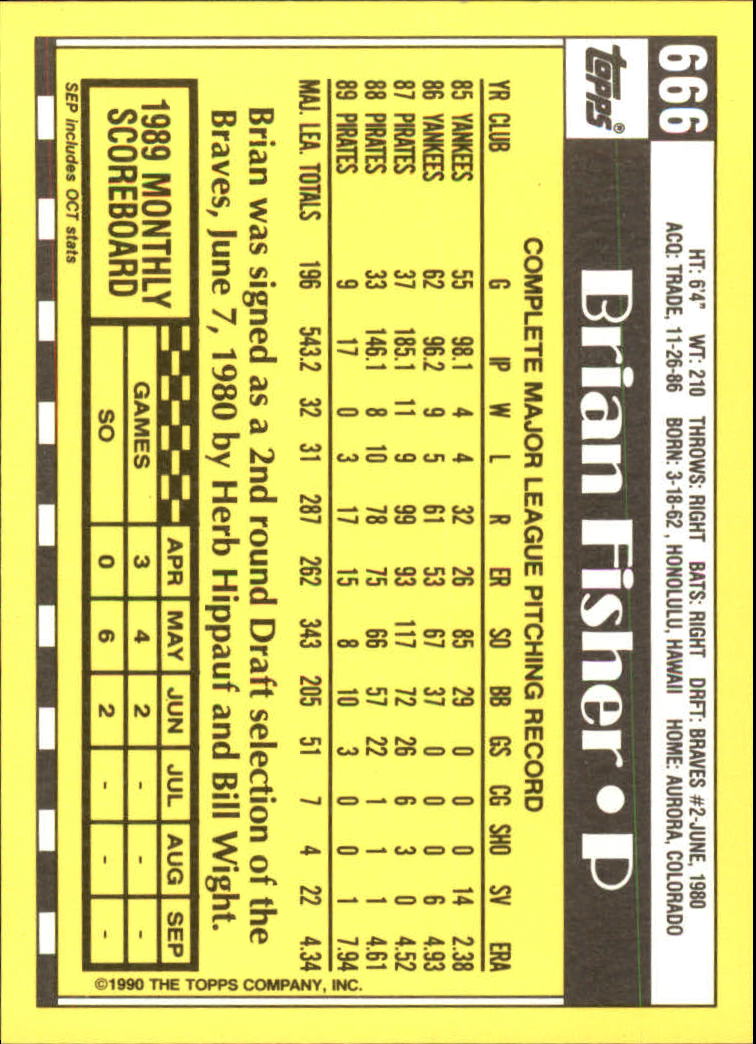 666
HT: 6'4" WT: 210 THROWS: RIGHT BATS: RIGHT DRFT: BRAVES #2-JUNE, 1980
ACQ: TRADE, 11-26-86 BORN: 3-18-62, HONOLULU, HAWAII HOME: AURORA, COLORADO
topps® Brian Fisher • P
COMPLETE MAJOR LEAGUE PITCHING RECORD
YR CLUB G IP W L R ER SO BB GS CG SHO SV ERA
85 YANKEES 55 98.1 4 4 32 26 85 29 0 0 0 14 2.38
86 YANKEES 62 96.2 9 5 61 53 67 37 0 0 0 6 4.93
87 PIRATES 37 185.1 11 9 99 93 117 72 26 6 3 0 4.52
88 PIRATES 33 146.1 8 10 78 75 66 57 22 1 1 1 4.61
89 PIRATES 9 17 0 3 17 15 8 10 3 0 0 1 7.94
MAJ. LEA. TOTALS 196 543.2 32 31 287 262 343 205 51 7 4 22 4.34
Brian was signed as a 2nd round Draft selection of the
Braves, June 7, 1980 by Herb Hippauf and Bill Wight.
1989 MONTHLY
SCOREBOARD
APR MAY JUN JUL AUG SEP
GAMES 3 4 2 - - -
SO 0 6 2 - - -
SEP includes OCT stats
©1990 THE TOPPS COMPANY, INC.